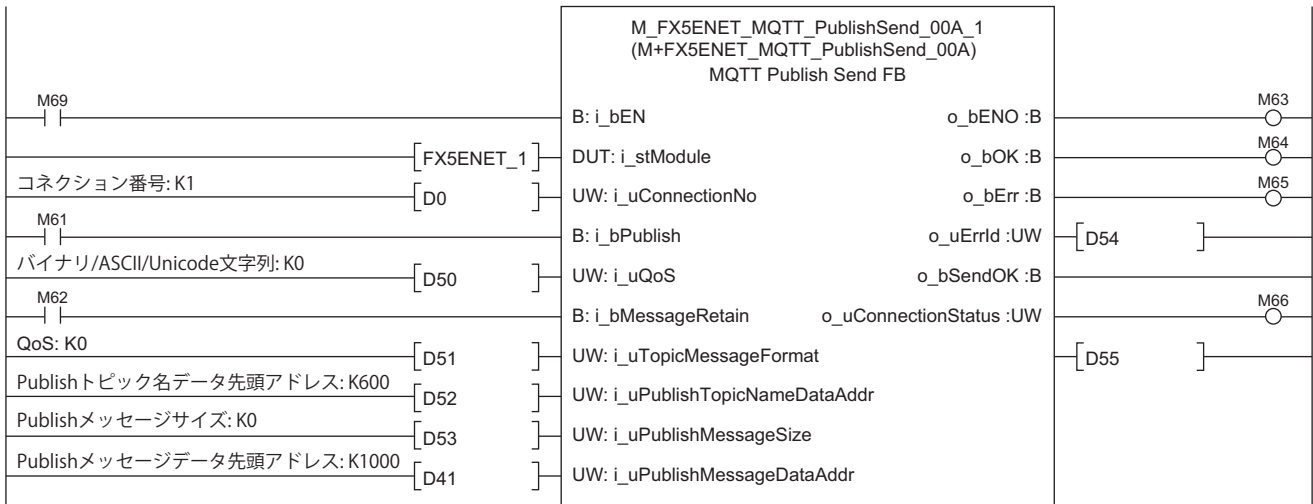 M_FX5ENET_MQTT_PublishSend_00A_1
(M+FX5ENET_MQTT_PublishSend_00A)
MQTT Publish Send FB
M69
B: i_bEN
o_bENO :B
M63
FX5ENET_1
DUT: i_stModule
o_bOK :B
M64
コネクション番号: K1
D0
UW: i_uConnectionNo
o_bErr :B
M65
M61
B: i_bPublish
o_uErrId :UW
D54
バイナリ/ASCII/Unicode文字列: K0
D50
UW: i_uQoS
o_bSendOK :B
M62
B: i_bMessageRetain
o_uConnectionStatus :UW
M66
QoS: K0
D51
UW: i_uTopicMessageFormat
D55
Publishトピック名データ先頭アドレス: K600
D52
UW: i_uPublishTopicNameDataAddr
Publishメッセージサイズ: K0
D53
UW: i_uPublishMessageSize
Publishメッセージデータ先頭アドレス: K1000
D41
UW: i_uPublishMessageDataAddr